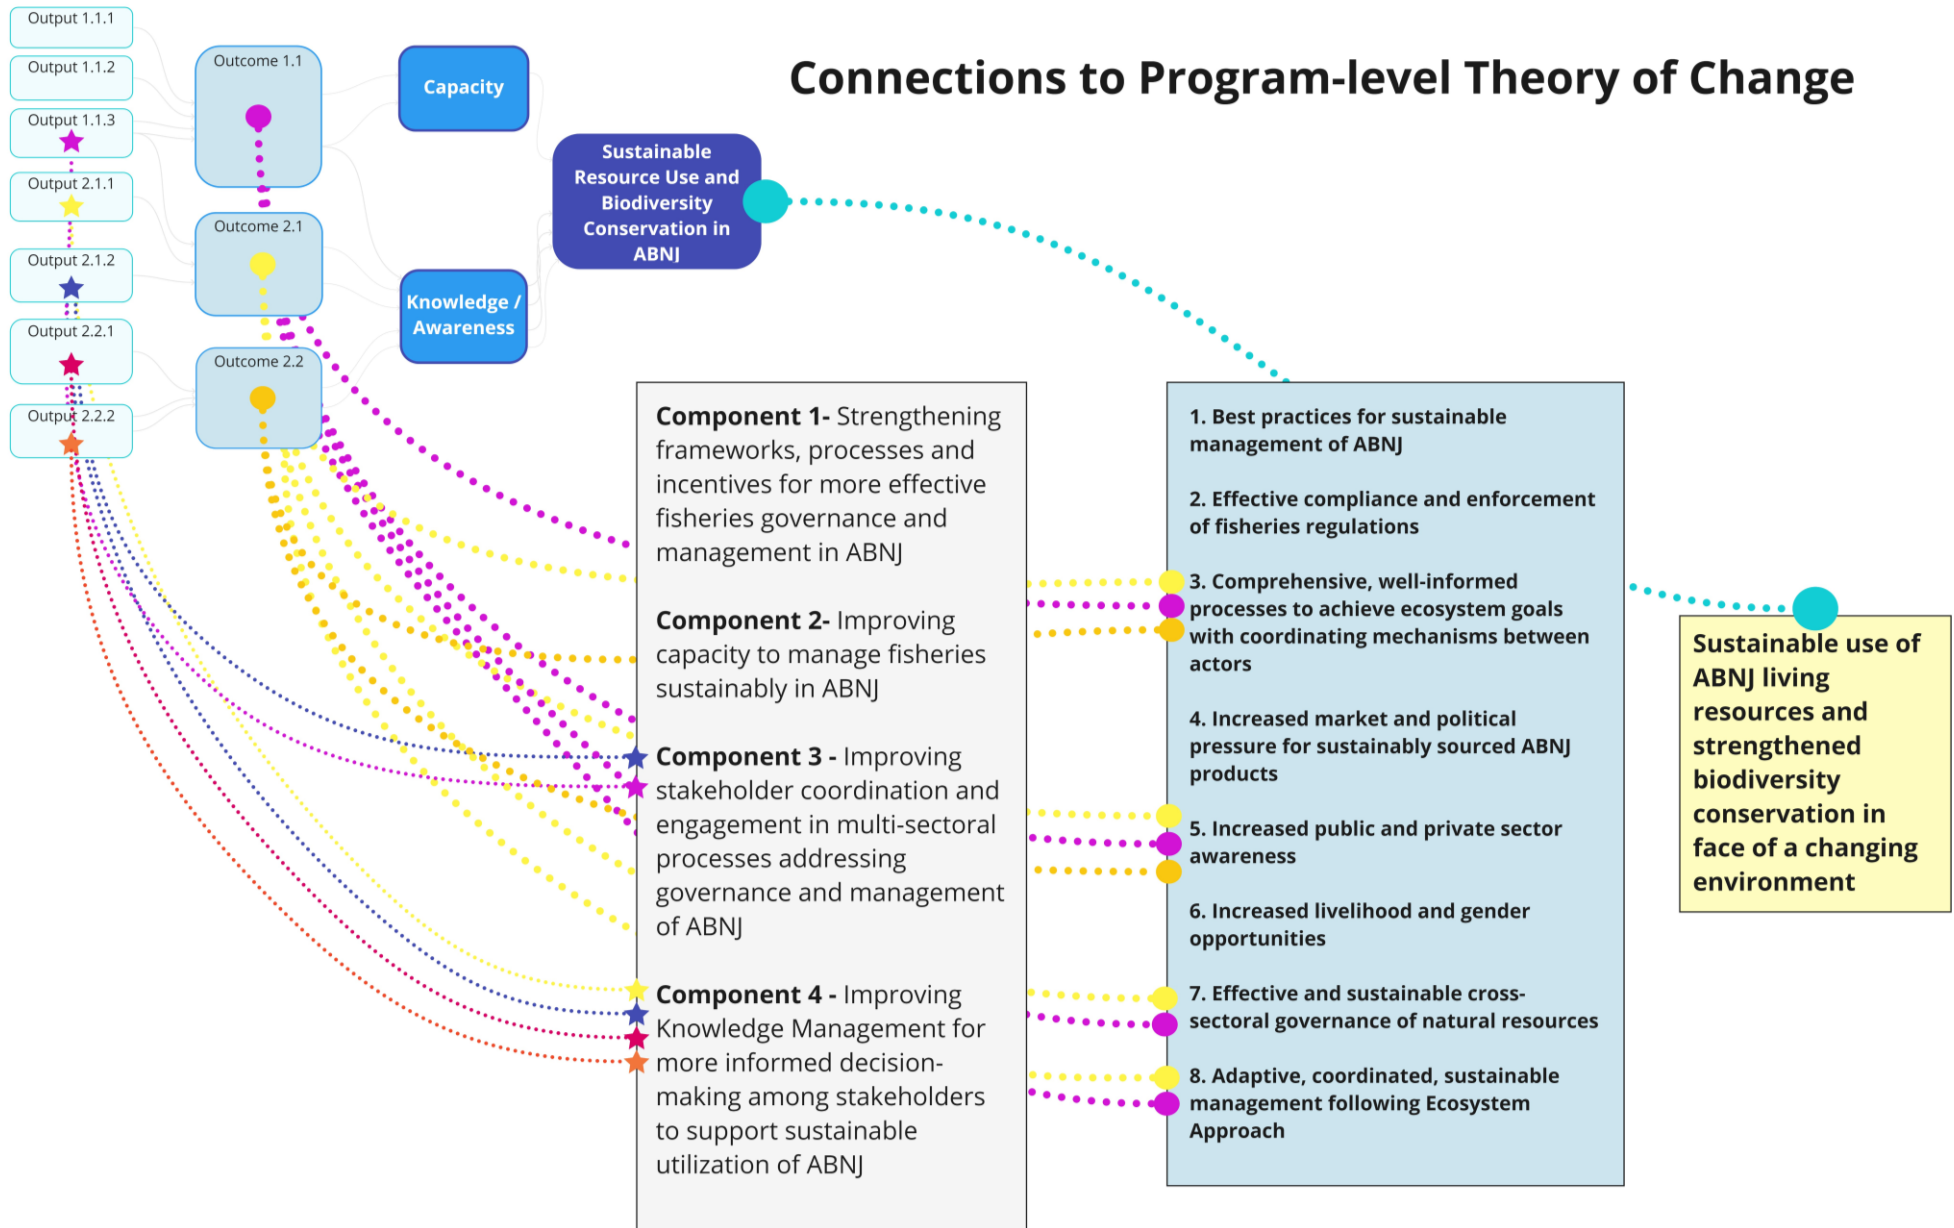 Connections to Program-level Theory of Change
Output 1.1.1
Output 1.1.2
Output 1.1.3
Output 2.1.1
Output 2.1.2
Output 2.2.1
Output 2.2.2
Outcome 1.1
Outcome 2.1
Outcome 2.2
Capacity
Knowledge /
Awareness
Sustainable
Resource Use and
Biodiversity
Conservation in
ABNJ
Component 1- Strengthening
frameworks, processes and
incentives for more effective
fisheries governance and
management in ABNJ
Component 2- Improving
capacity to manage fisheries
sustainably in ABNJ
Component 3 - Improving
stakeholder coordination and
engagement in multi-sectoral
processes addressing
governance and management
of ABNJ
Component 4 - Improving
Knowledge Management for
more informed decision-
making among stakeholders
to support sustainable
utilization of ABNJ
1. Best practices for sustainable
management of ABNJ
2. Effective compliance and enforcement
of fisheries regulations
3. Comprehensive, well-informed
processes to achieve ecosystem goals
with coordinating mechanisms between
actors
4. Increased market and political
pressure for sustainably sourced ABNJ
products
5. Increased public and private sector
awareness
6. Increased livelihood and gender
opportunities
7. Effective and sustainable cross-
sectoral governance of natural resources
8. Adaptive, coordinated, sustainable
management following Ecosystem
Approach
Sustainable use of
ABNJ living
resources and
strengthened
biodiversity
conservation in
face of a changing
environment